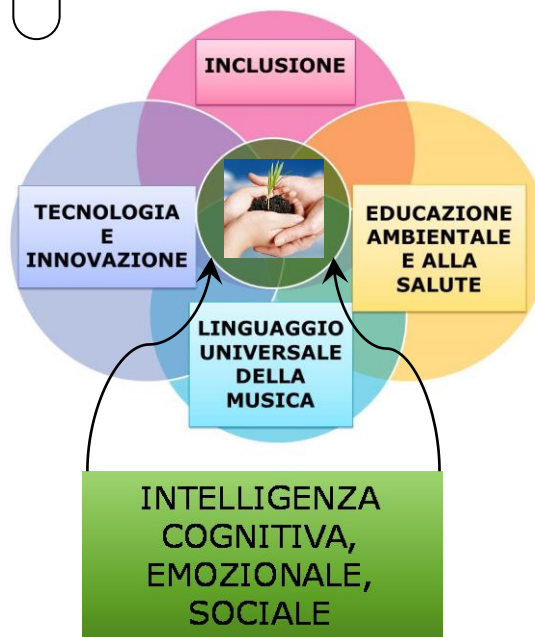 INCLUSIONE
TECNOLOGIA
E
INNOVAZIONE
EDUCAZIONE
AMBIENTALE
E ALLA
SALUTE
LINGUAGGIO
UNIVERSALE
DELLA
MUSICA
INTELLIGENZA
COGNITIVA,
EMOZIONALE,
SOCIALE